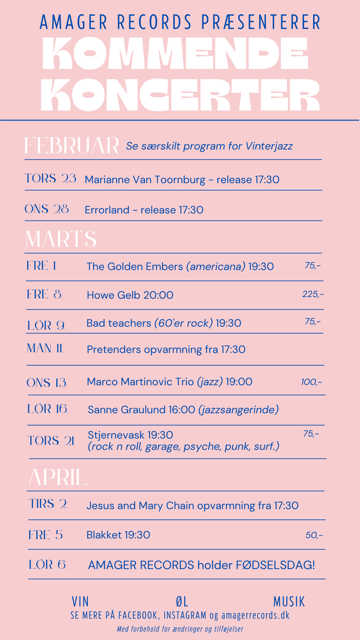 AMAGER RECORDS PRÆSENTERER
KOMMENDE
KONCERTER
FEBRUAR Se særskilt program for Vinterjazz
TORS 23 Marianne Van Toornburg - release 17:30
ONS 28 Errorland - release 17:30
MARTS
FRE 1 The Golden Embers (americana) 19:30 75,-
FRE 8 Howe Gelb 20:00 225,-
LØR 9 Bad teachers (60'er rock) 19:30 75,-
MAN 11 Pretenders opvarmning fra 17:30
ONS 13 Marco Martinovic Trio (jazz) 19:00 100,-
LØR 16 Sanne Graulund 16:00 (jazzsangerinde)
TORS 21 Stjernevask 19:30 75,-
(rock n roll, garage, psyche, punk, surf.)
APRIL
TIRS 2 Jesus and Mary Chain opvarmning fra 17:30
FRE 5 Blakket 19:30 50,-
LØR 6 AMAGER RECORDS holder FØDSELSDAG!
VIN ØL MUSIK
SE MERE PÅ FACEBOOK, INSTAGRAM og amagerrecords.dk
Med forbehold for ændringer og tilføjelser